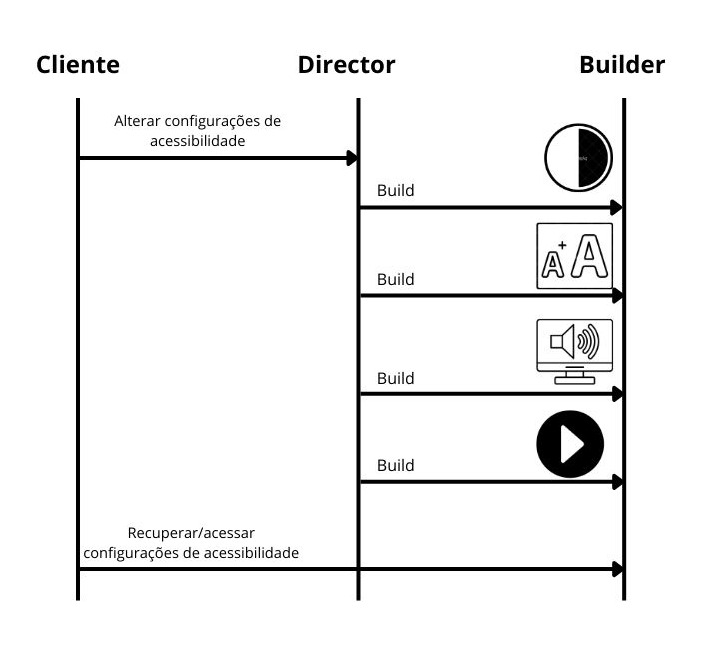 Cliente
Director
Builder
Alterar configurações de
acessibilidade
Build
A+A
Build
Build
Build
Recuperar/acessar
configurações de acessibilidade